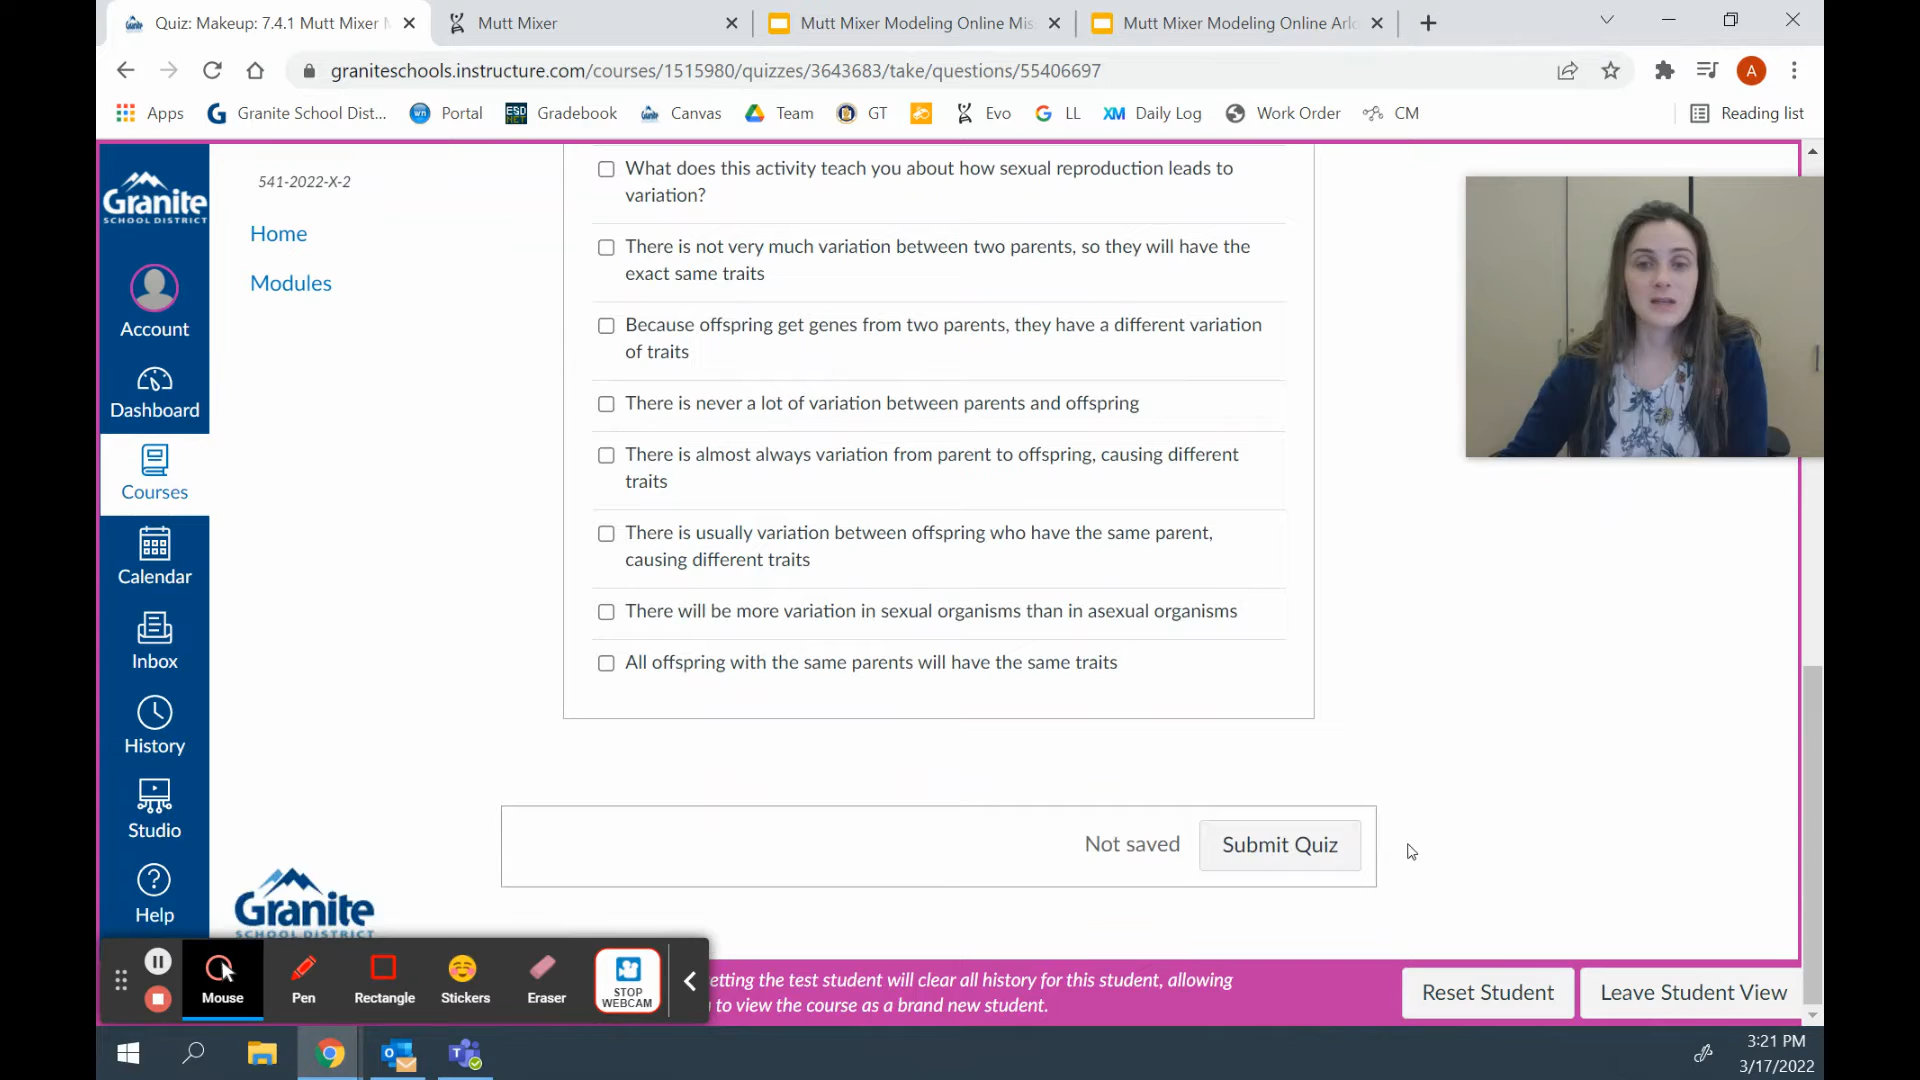 Quiz: Makeup: 7.4.1 Mutt Mixer M
Mutt Mixer
Mutt Mixer Modeling Online Mis
Mutt Mixer Modeling Online Arlo
graniteschools.instructure.com/courses/1515980/quizzes/3643683/take/questions/55406697
A
Apps
Granite School Dist...
Portal
Gradebook
Canvas
Team
GT
Evo
LL
XM Daily Log
Work Order
CM
Reading list
Granite
SCHOOL DISTRICT
Account
Dashboard
Courses
Calendar
Inbox
History
Studio
Help
541-2022-X-2
Home
Modules
What does this activity teach you about how sexual reproduction leads to
variation?
There is not very much variation between two parents, so they will have the
exact same traits
Because offspring get genes from two parents, they have a different variation
of traits
There is never a lot of variation between parents and offspring
There is almost always variation from parent to offspring, causing different
traits
There is usually variation between offspring who have the same parent,
causing different traits
There will be more variation in sexual organisms than in asexual organisms
All offspring with the same parents will have the same traits
Not saved
Submit Quiz
Granite
SCHOOL DISTRICT
Mouse
Pen
Rectangle
Stickers
Eraser
STOP
WEBCAM
etting the test student will clear all history for this student, allowing
to view the course as a brand new student.
Reset Student
Leave Student View
3:21 PM
3/17/2022